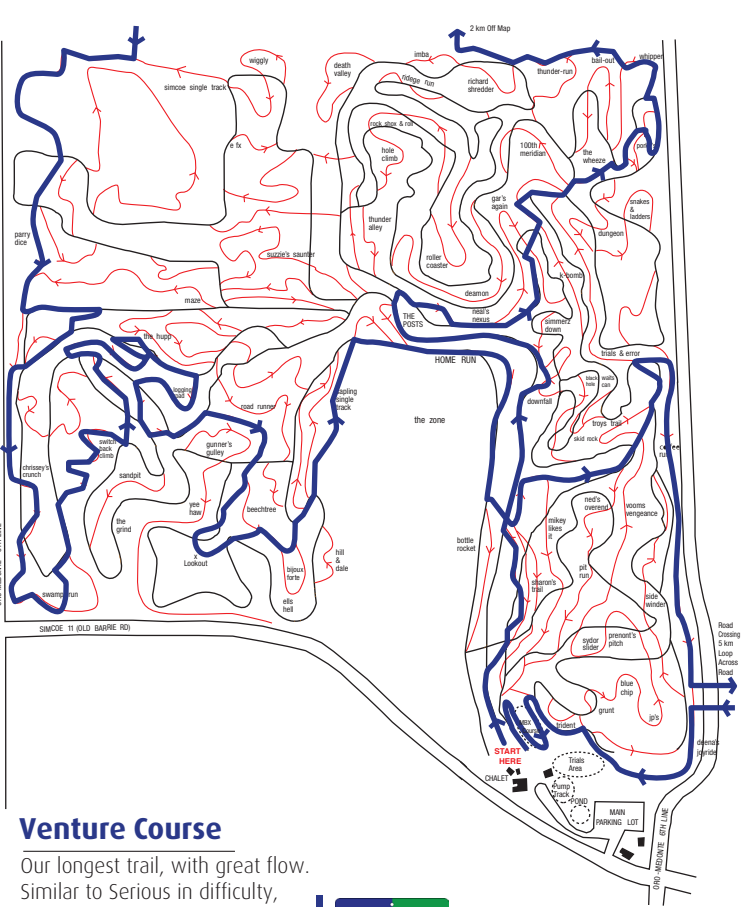 2 km Off Map
wiggly
death
valley
imba
thunder-run
bail-out
whipper
simcoe single track
ridege run
richard
shredder
rock shox & roll
e fx
hole
climb
100th
meridian
the
wheeze
gar's
again
snakes
&
ladders
parry
dice
thunder
alley
dungeon
suzzie's saunter
roller
coaster
k-bomb
maze
deamon
THE
POSTS
neal's
nexus
simmerz
down
the hupp
HOME RUN
trials & error
logging
road
sapling
single
track
black
hole
walts
can
road runner
downfall
the zone
troys trail
switch
back
climb
gunner's
gulley
skid rock
coffee
run
chrissey's
crunch
sandpit
yee
haw
beechtree
ned's
overend
vooms
vengeance
the
grind
mikey
likes
it
x
Lookout
hill
&
dale
bottle
rocket
pit
run
bijoux
forte
sharon's
trail
swamp run
ells
hell
side
winder
SIMCOE 11 (OLD BARRIE RD)
sydor
slider
prenont's
pitch
Road
Crossing
5 km
Loop
Across
Road
blue
chip
grunt
jp's
trident
START
HERE
deena's
joyride
Trials
Area
CHALET
Pump
Track
POND
MAIN
PARKING LOT
ORO-MEDONTE 6TH LINE
Venture Course
Our longest trail, with great flow.
Similar to Serious in difficulty,